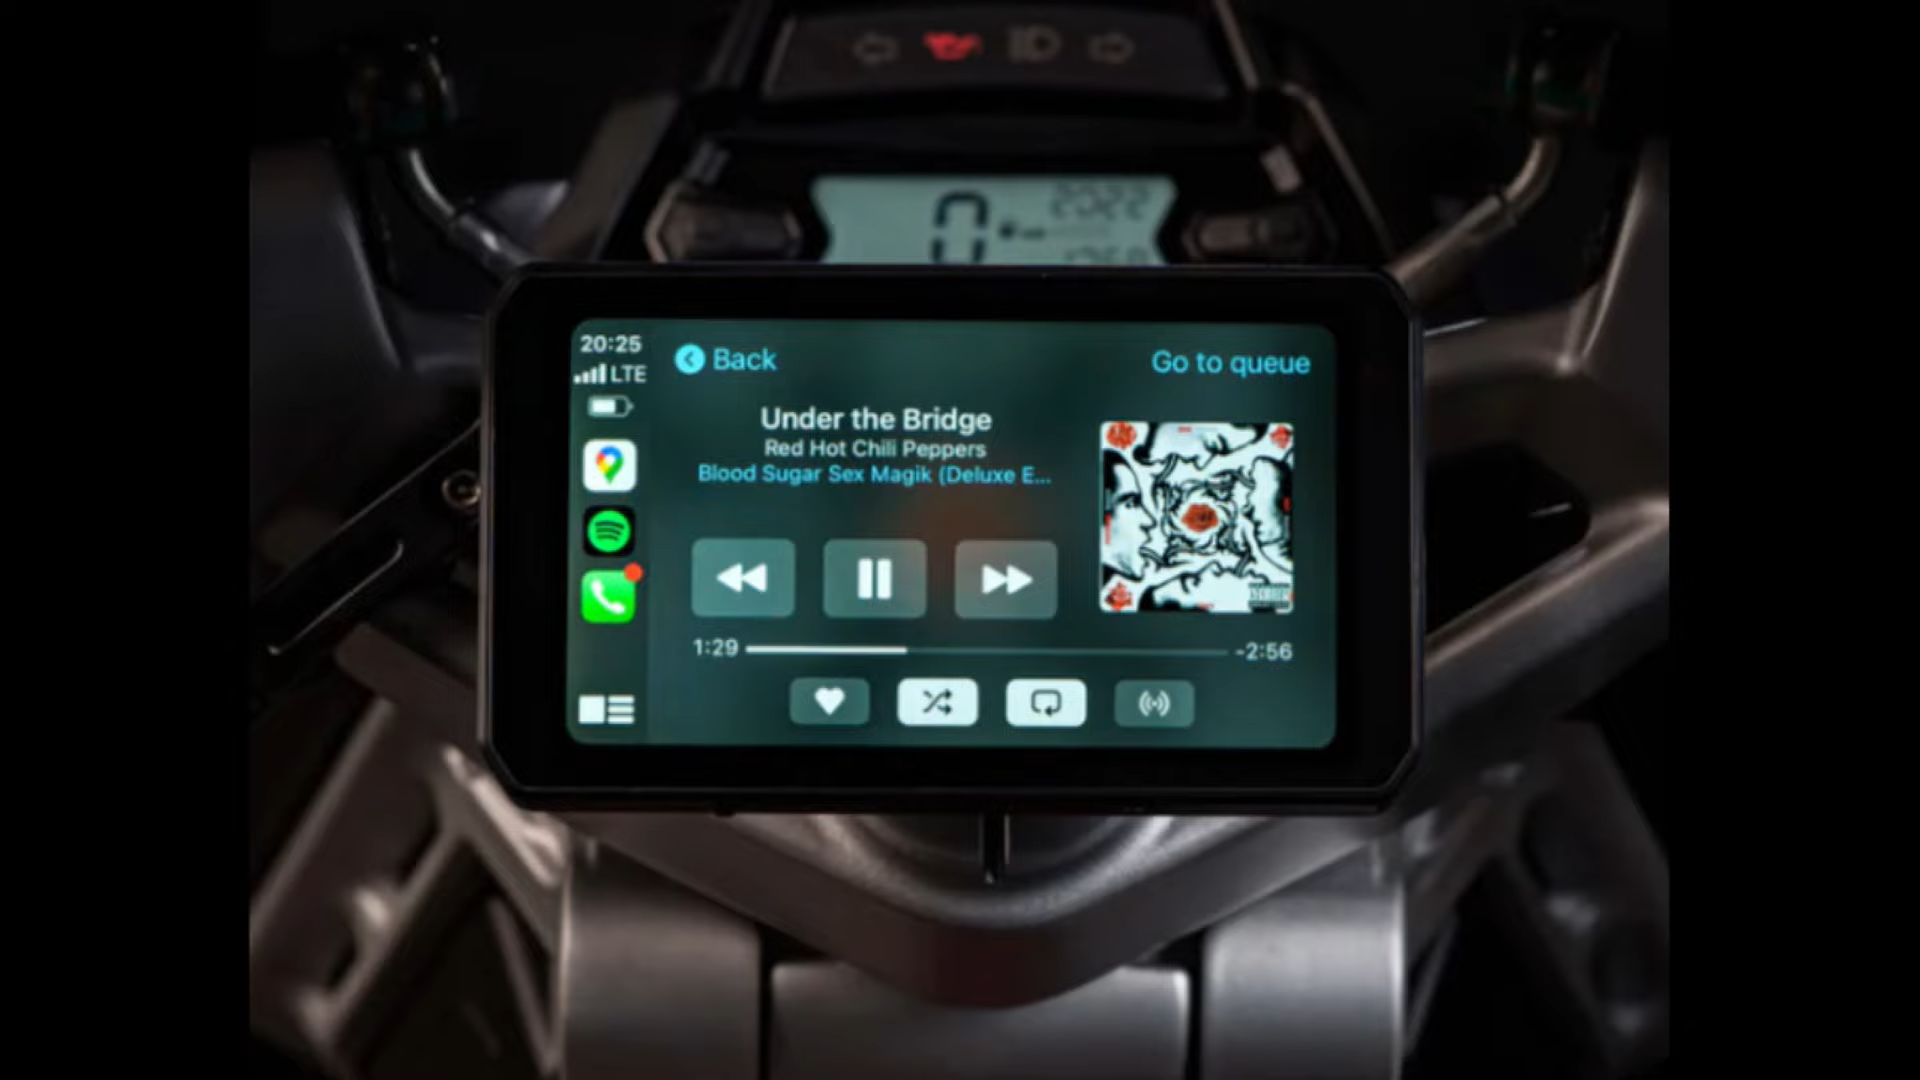 0
20:25
LTE
Back
Go to queue
Under the Bridge
Red Hot Chili Peppers
Blood Sugar Sex Magik (Deluxe E...
1:29
-2:56